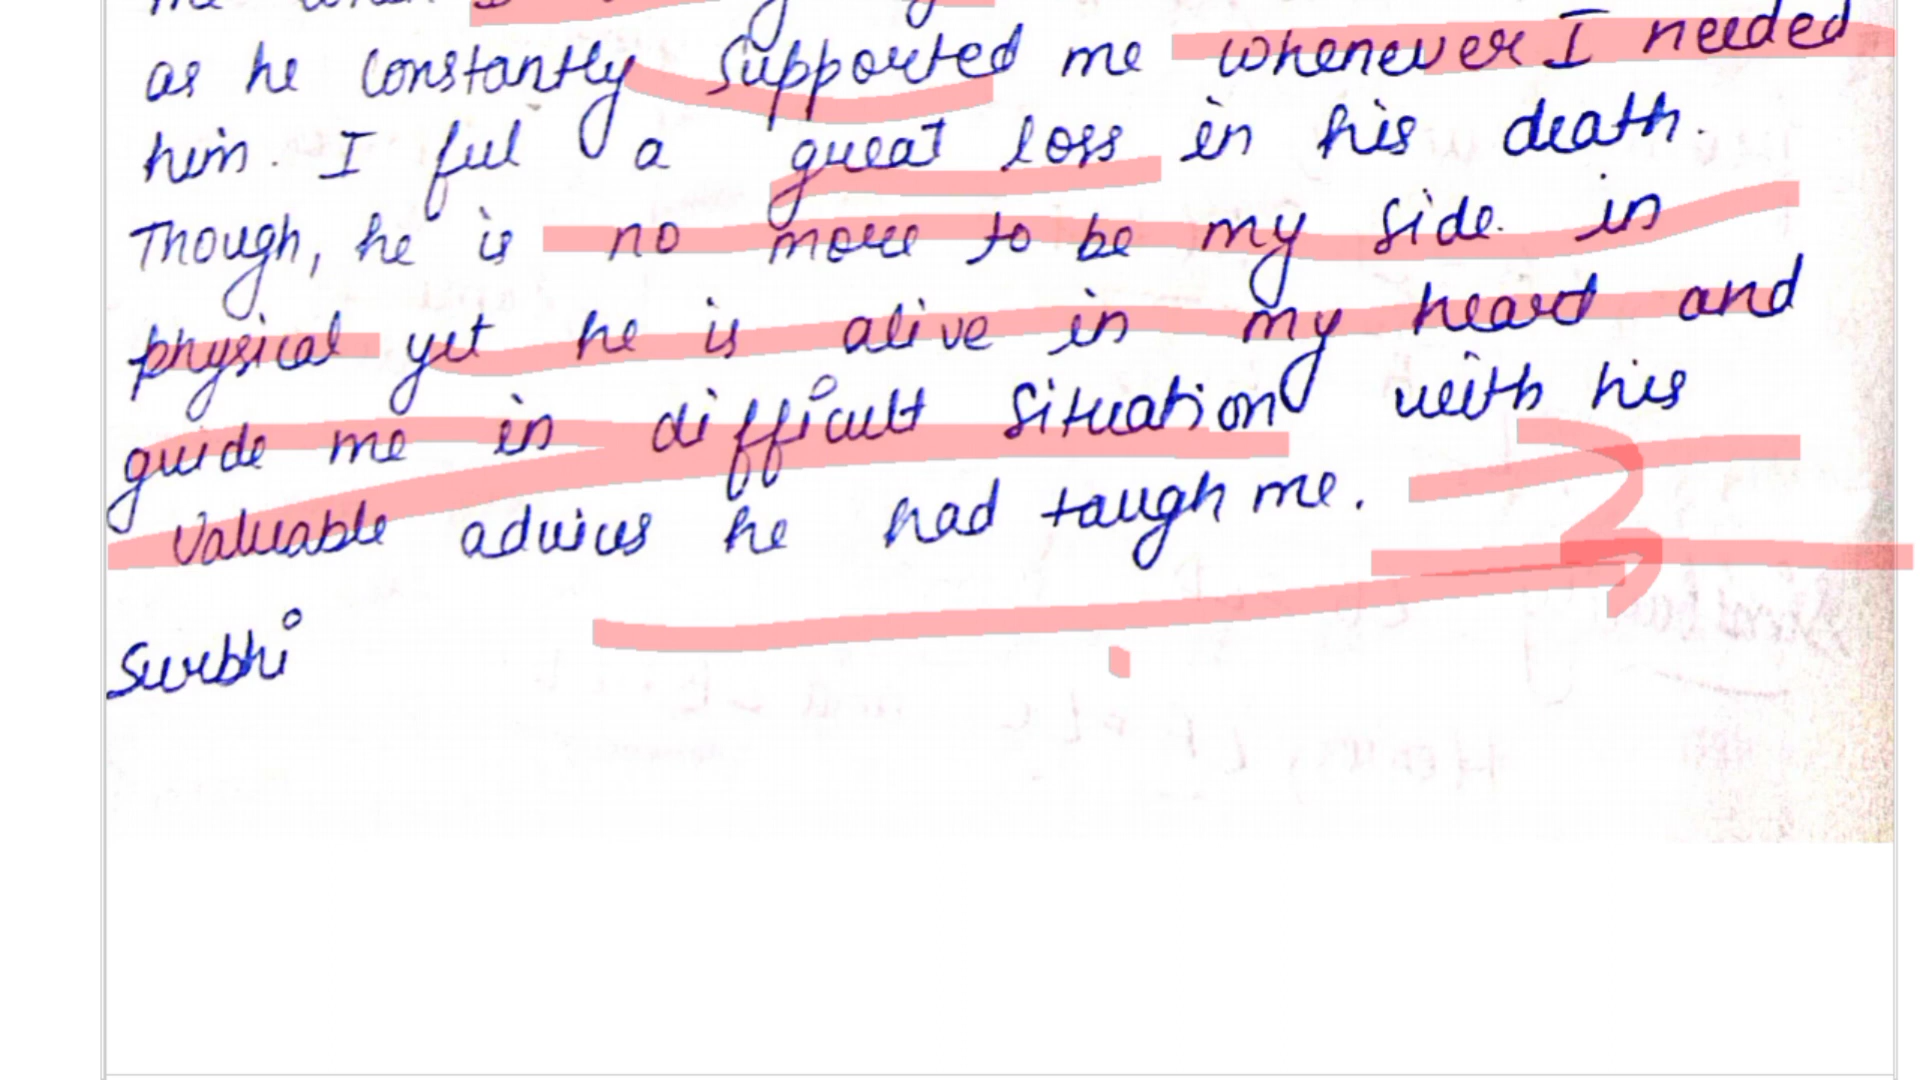 as he constantly supported me whenever I needed
him. I feel a great loss in his death.
Though, he is no more to be my side. in
physical yet he is alive in my heart and
guide me in difficult situation with his
valuable advices he had taugh me.
Surbhi